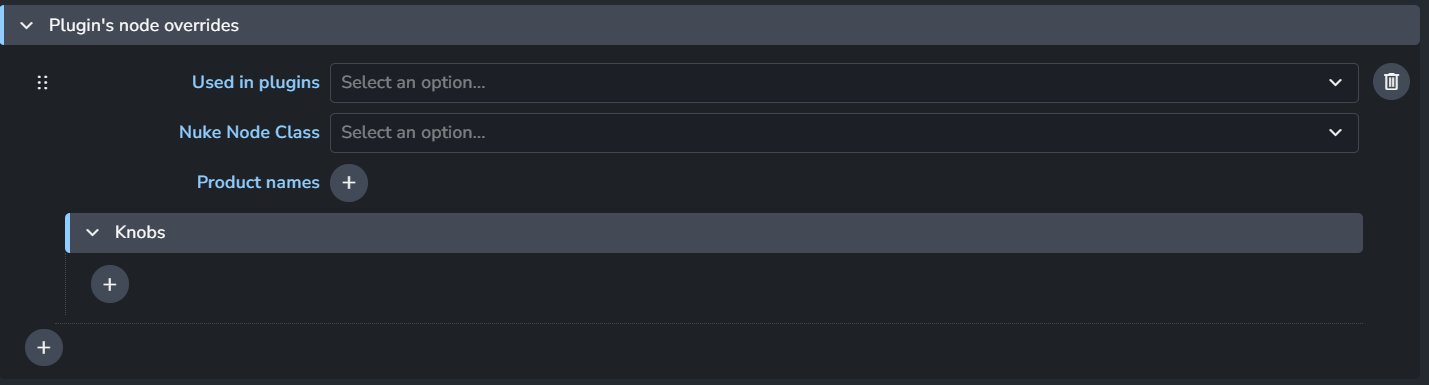 Plugin's node overrides
Used in plugins Select an option...
Nuke Node Class Select an option...
Product names
Knobs